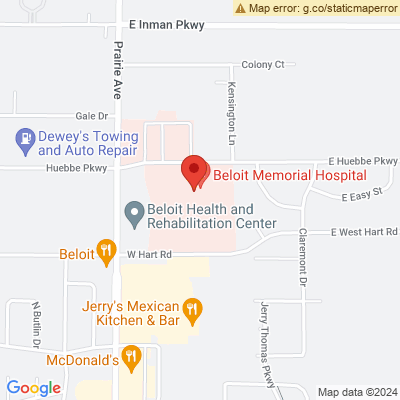 Map error: g.co/staticmaperror
E Inman Pkwy
Prairie Ave
Colony Ct
Kensington Ln
Gale Dr
Dewey's Towing
and Auto Repair
Huebbe Pkwy
E Huebbe Pkwy
Beloit Memorial Hospital
E Easy St
Beloit Health and
Rehabilitation Center
E West Hart Rd
Claremont Dr
Beloit
W Hart Rd
Jerry's Mexican
Kitchen & Bar
N Butlin Dr
Jerry Thomas Pkwy
McDonald's
Google
Map data ©2024